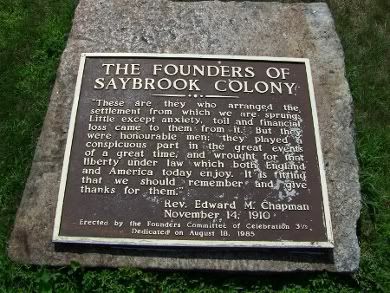 THE FOUNDERS OF
SAYBROOK COLONY
"These are they who arranged the
settlement from which we are sprung.
Little except anxiety, toil and financial
loss came to them from it. But they
were honourable men; they played a
conspicuous part in the great events
of a great time, and wrought for that
liberty under law which both England
and America today enjoy. It is fitting
that we should remember and give
thanks for them."
Rev. Edward M. Chapman
November 14, 1910
Erected by the Founders Committee of Celebration 3½,
Dedicated on August 18, 1985